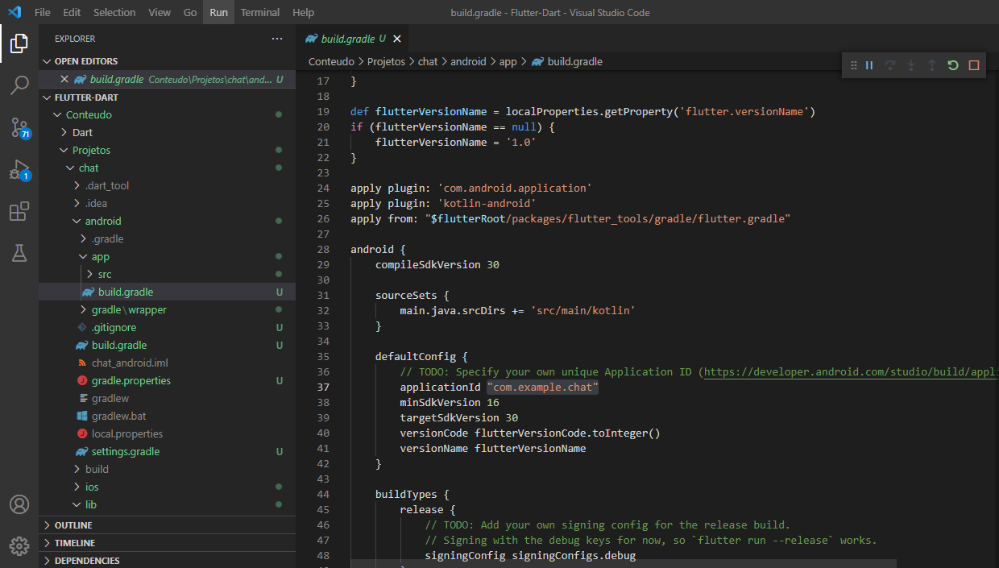 File Edit Selection View Go Run Terminal Help build.gradle - Flutter-Dart - Visual Studio Code
EXPLORER
OPEN EDITORS
build.gradle Conteudo\Projetos\chat\and... U
FLUTTER-DART
Conteudo
Dart
Projetos
chat
.dart_tool
.idea
android
.gradle
app
src
build.gradle U
gradle\wrapper
.gitignore U
build.gradle U
chat_android.iml
gradle.properties U
gradlew
gradlew.bat
local.properties
settings.gradle U
build
ios
lib
OUTLINE
TIMELINE
DEPENDENCIES
71
1
build.gradle U
Conteudo > Projetos > chat > android > app > build.gradle
17 }
18
19 def flutterVersionName = localProperties.getProperty('flutter.versionName')
20 if (flutterVersionName == null) {
21 flutterVersionName = '1.0'
22 }
23
24 apply plugin: 'com.android.application'
25 apply plugin: 'kotlin-android'
26 apply from: "$flutterRoot/packages/flutter_tools/gradle/flutter.gradle"
27
28 android {
29 compileSdkVersion 30
30
31 sourceSets {
32 main.java.srcDirs += 'src/main/kotlin'
33 }
34
35 defaultConfig {
36 // TODO: Specify your own unique Application ID (https://developer.android.com/studio/build/appli
37 applicationId "com.example.chat"
38 minSdkVersion 16
39 targetSdkVersion 30
40 versionCode flutterVersionCode.toInteger()
41 versionName flutterVersionName
42 }
43
44 buildTypes {
45 release {
46 // TODO: Add your own signing config for the release build.
47 // Signing with the debug keys for now, so `flutter run --release` works.
48 signingConfig signingConfigs.debug